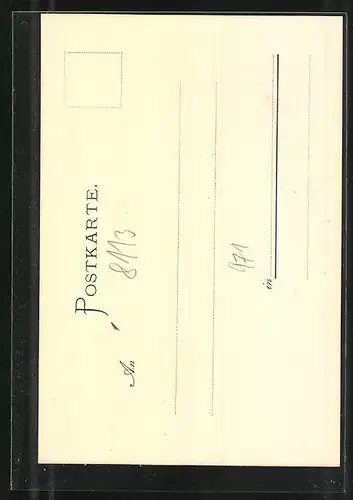 POSTKARTE.
8113
An
971
in